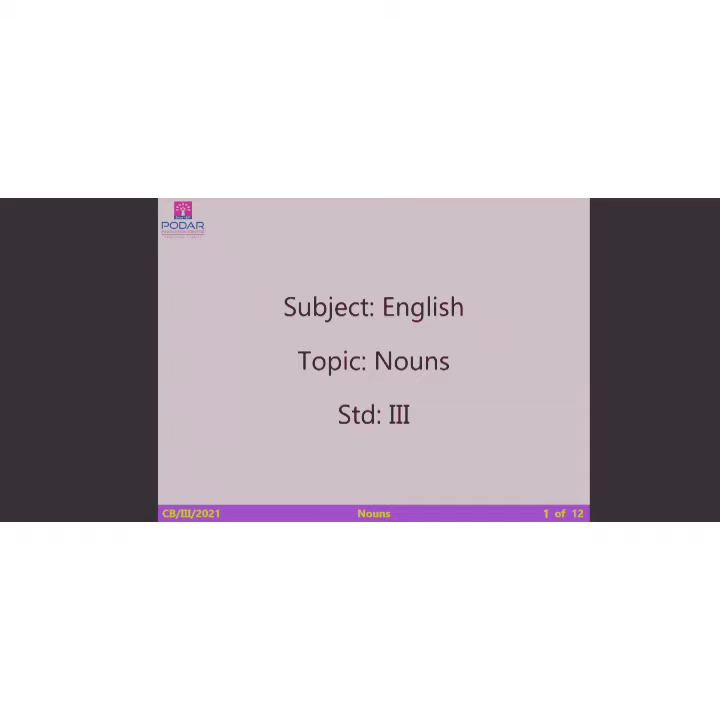 PODAR
Subject: English
Topic: Nouns
Std: III
CB/III/2021 Nouns 1 of 12